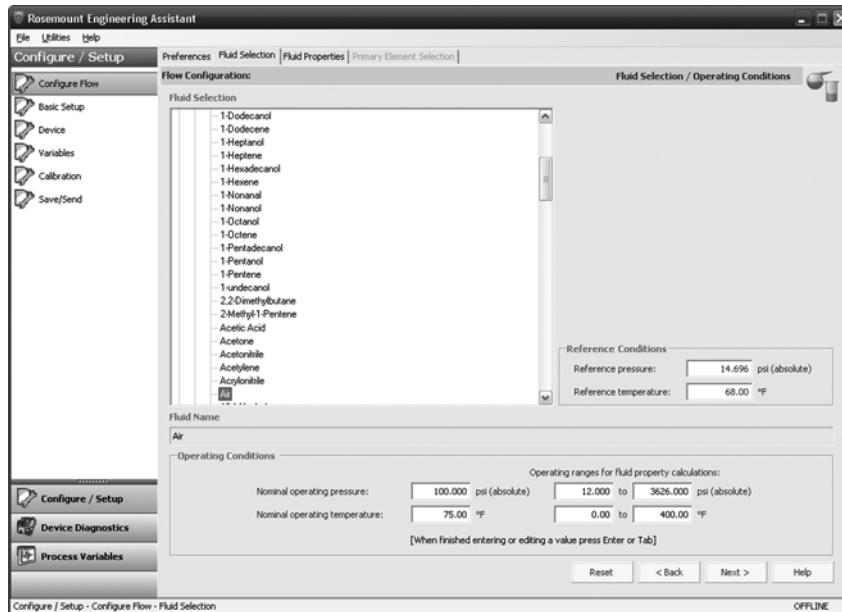 Rosemount Engineering Assistant
File Utilities Help
Configure / Setup
Preferences Fluid Selection Fluid Properties Primary Element Selection
Flow Configuration: Fluid Selection / Operating Conditions
Configure Flow
Basic Setup
Device
Variables
Calibration
Save/Send
Fluid Selection
1-Dodecanol
1-Dodecene
1-Heptanol
1-Heptene
1-Hexadecanol
1-Hexene
1-Nonanal
1-Nonanol
1-Octanol
1-Octene
1-Pentadecanol
1-Pentanol
1-Pentene
1-undecanol
2,2-Dimethylbutane
2-Methyl-1-Pentene
Acetic Acid
Acetone
Acetonitrile
Acetylene
Acrylonitrile
Air
Reference Conditions
Reference pressure: 14.696 psi (absolute)
Reference temperature: 68.00 °F
Fluid Name
Air
Operating Conditions
Operating ranges for fluid property calculations:
Nominal operating pressure: 100.000 psi (absolute) 12.000 to 3626.000 psi (absolute)
Nominal operating temperature: 75.00 °F 0.00 to 400.00 °F
[When finished entering or editing a value press Enter or Tab]
Configure / Setup
Device Diagnostics
Process Variables
Reset < Back Next > Help
Configure / Setup - Configure Flow - Fluid Selection OFFLINE